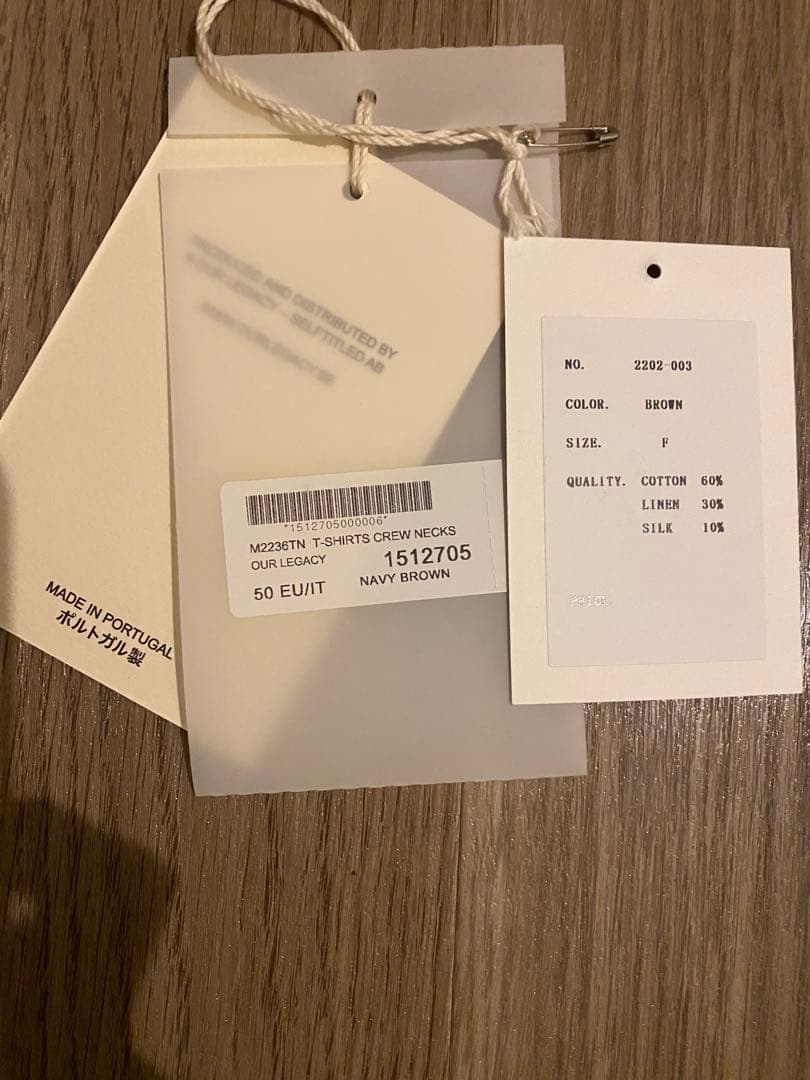 PRODUCED AND DISTRIBUTED BY
OUR LEGACY - SELFTITLED AB
WWW.OURLEGACY.SE
*1512705000006*
M2236TN T-SHIRTS CREW NECKS
OUR LEGACY 1512705
50 EU/IT NAVY BROWN
MADE IN PORTUGAL
ポルトガル製
NO. 2202-003
COLOR. BROWN
SIZE. F
QUALITY. COTTON 60%
LINEN 30%
SILK 10%
PRICE.